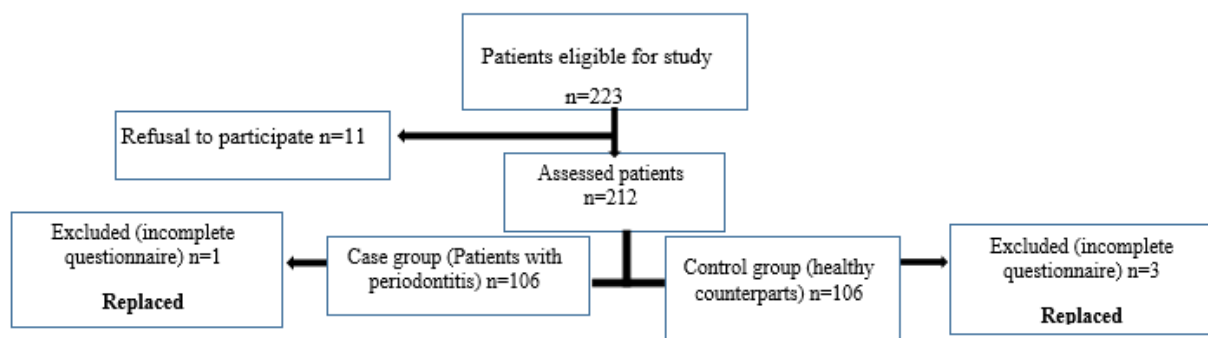 Patients eligible for study
n=223
Refusal to participate n=11
Assessed patients
n=212
Excluded (incomplete
questionnaire) n=1
Replaced
Case group (Patients with
periodontitis) n=106
Control group (healthy
counterparts) n=106
Excluded (incomplete
questionnaire) n=3
Replaced